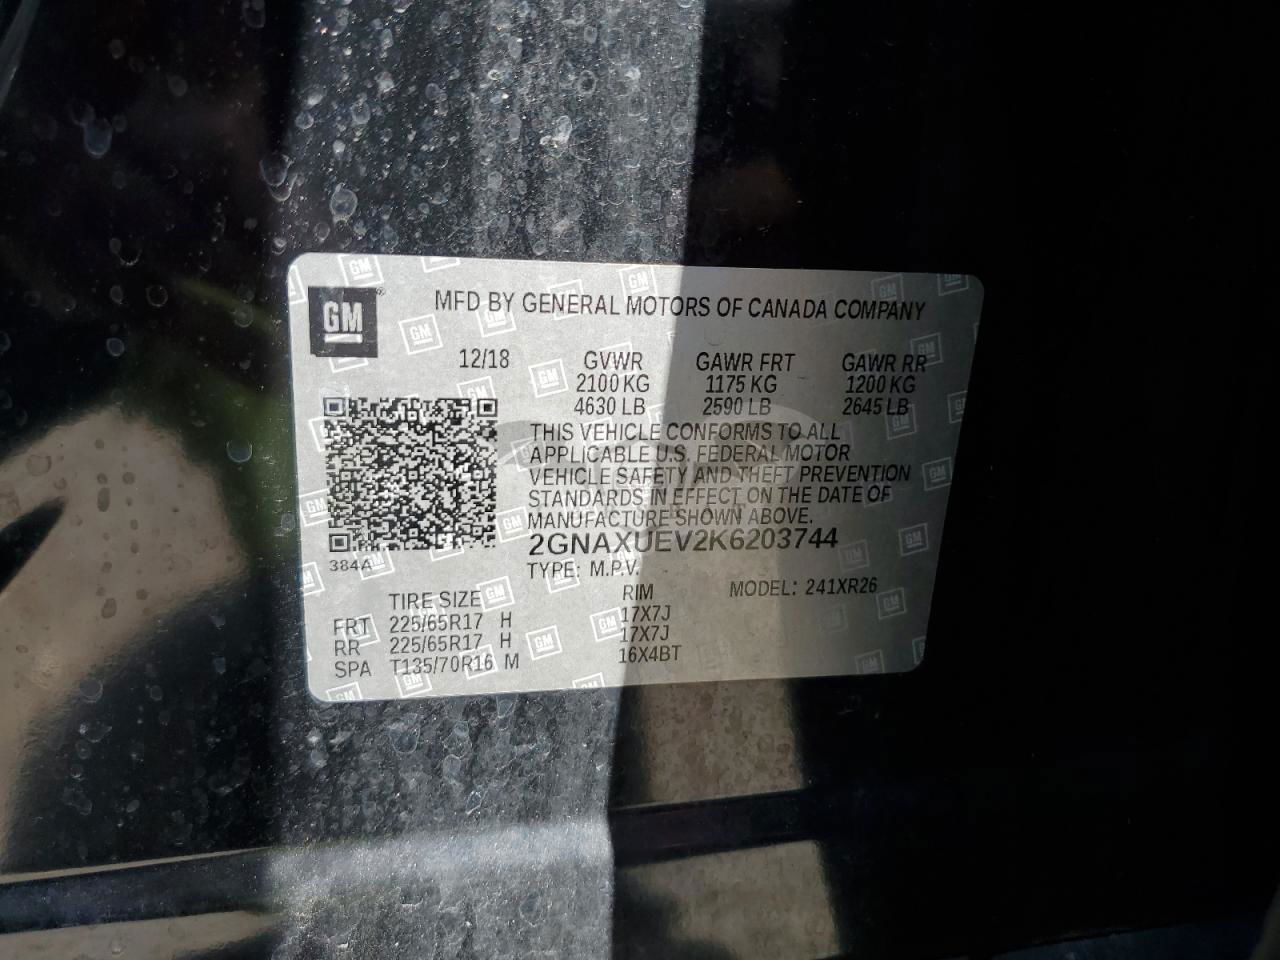 GM
MFD BY GENERAL MOTORS OF CANADA COMPANY
12/18 GVWR GAWR FRT GAWR RR
2100 KG 1175 KG 1200 KG
4630 LB 2590 LB 2645 LB
THIS VEHICLE CONFORMS TO ALL
APPLICABLE U.S. FEDERAL MOTOR
VEHICLE SAFETY AND THEFT PREVENTION
STANDARDS IN EFFECT ON THE DATE OF
MANUFACTURE SHOWN ABOVE.
2GNAXUEV2K6203744
384A
TYPE: M.P.V.
MODEL: 241XR26
TIRE SIZE RIM
FRT 225/65R17 H 17X7J
RR 225/65R17 H 17X7J
SPA T135/70R16 M 16X4BT